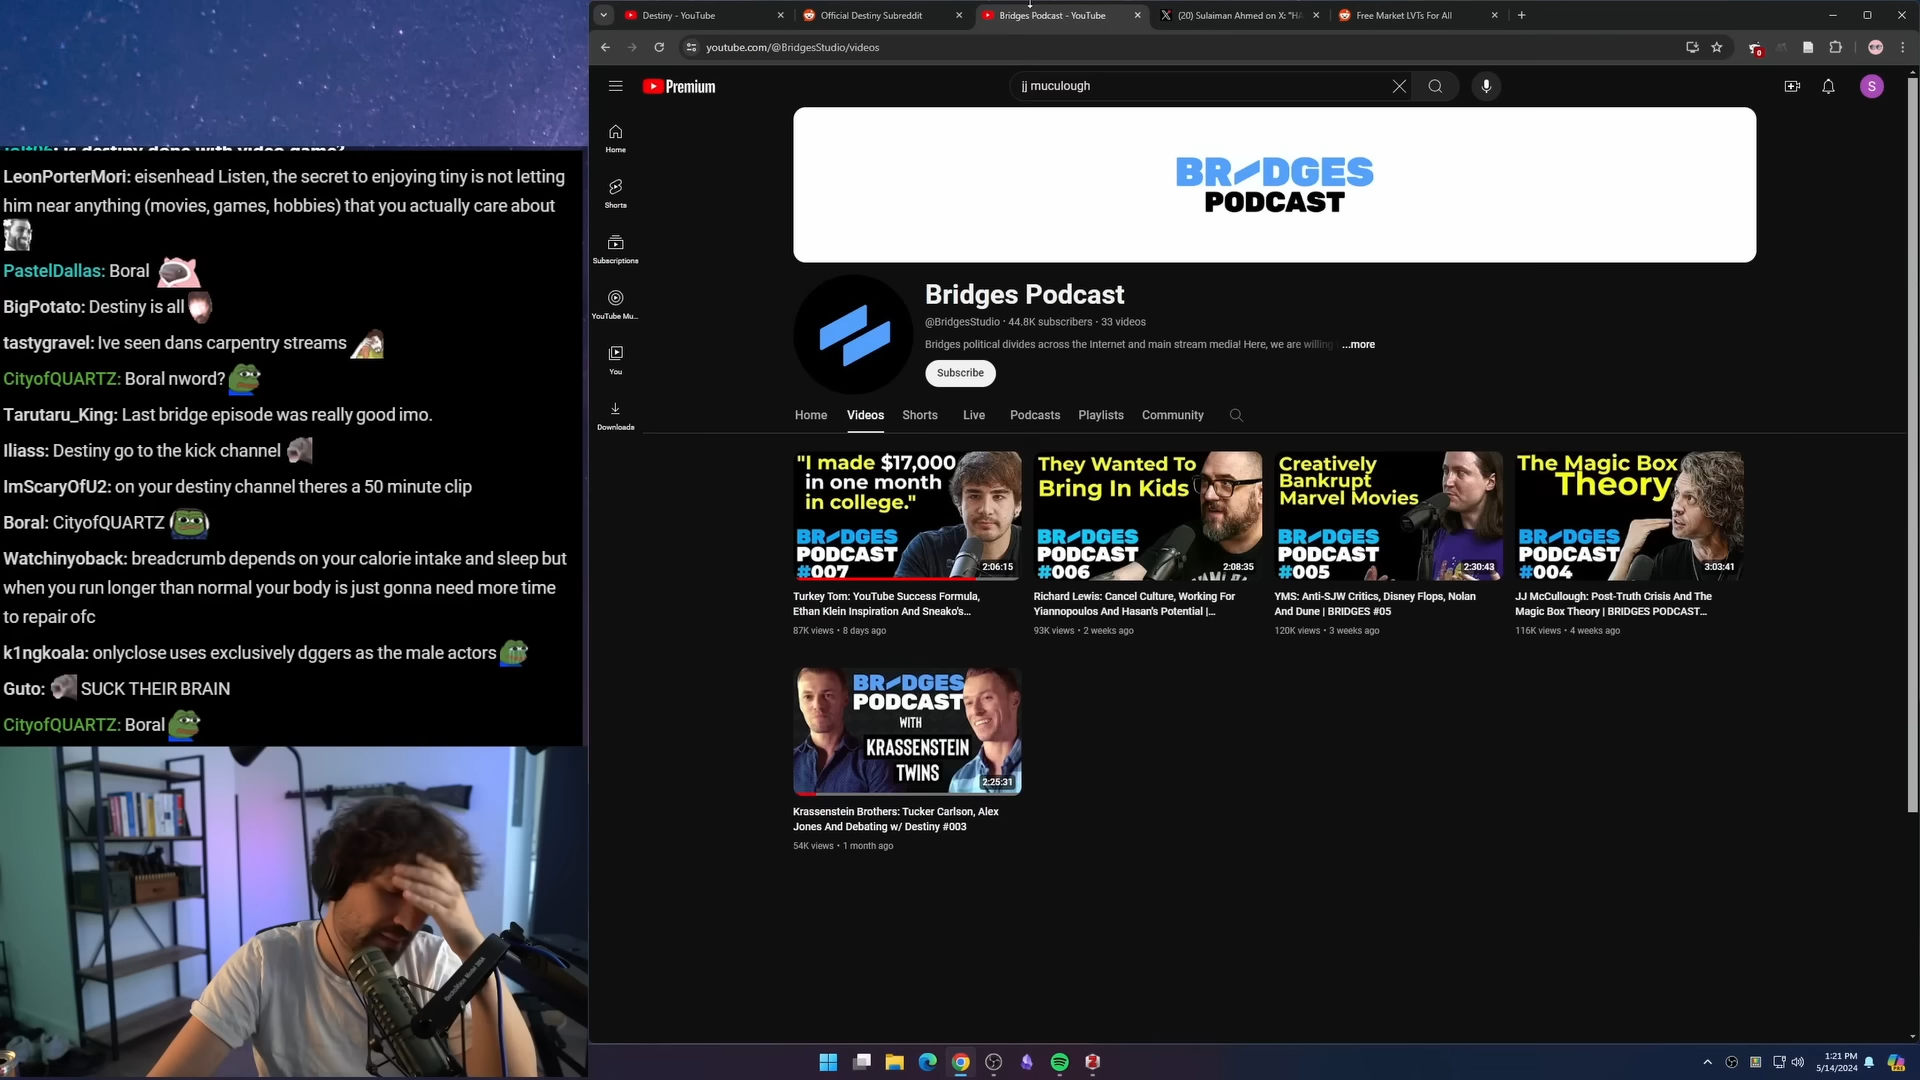 Destiny - YouTube
Official Destiny Subreddit
Bridges Podcast - YouTube
(20) Sulaiman Ahmed on X: "HA
Free Market LVTs For All
youtube.com/@BridgesStudio/videos
0
Premium
jj muculough
S
Home
Shorts
Subscriptions
YouTube Mu...
You
Downloads
BRIDGES
PODCAST
Bridges Podcast
@BridgesStudio · 44.8K subscribers · 33 videos
Bridges political divides across the Internet and main stream media! Here, we are willing ...more
Subscribe
Home Videos Shorts Live Podcasts Playlists Community
"I made $17,000
in one month
in college."
BRIDGES
PODCAST
#007
2:06:15
Turkey Tom: YouTube Success Formula,
Ethan Klein Inspiration And Sneako's...
87K views · 8 days ago
They Wanted To
Bring In Kids
BRIDGES
PODCAST
#006
2:08:35
Richard Lewis: Cancel Culture, Working For
Yiannopoulos And Hasan's Potential |...
93K views · 2 weeks ago
Creatively
Bankrupt
Marvel Movies
BRIDGES
PODCAST
#005
2:30:43
YMS: Anti-SJW Critics, Disney Flops, Nolan
And Dune | BRIDGES #05
120K views · 3 weeks ago
The Magic Box
Theory
BRIDGES
PODCAST
#004
3:03:41
JJ McCullough: Post-Truth Crisis And The
Magic Box Theory | BRIDGES PODCAST...
116K views · 4 weeks ago
BRIDGES
PODCAST
WITH
KRASSENSTEIN
TWINS
2:25:31
Krassenstein Brothers: Tucker Carlson, Alex
Jones And Debating w/ Destiny #003
54K views · 1 month ago
is destiny done with video game?
LeonPorterMori: eisenhead Listen, the secret to enjoying tiny is not letting
him near anything (movies, games, hobbies) that you actually care about
PastelDallas: Boral
BigPotato: Destiny is all
tastygravel: Ive seen dans carpentry streams
CityofQUARTZ: Boral nword?
Tarutaru_King: Last bridge episode was really good imo.
Iliass: Destiny go to the kick channel
ImScaryOfU2: on your destiny channel theres a 50 minute clip
Boral: CityofQUARTZ
Watchinyoback: breadcrumb depends on your calorie intake and sleep but
when you run longer than normal your body is just gonna need more time
to repair ofc
k1ngkoala: onlyclose uses exclusively dggers as the male actors
Guto: SUCK THEIR BRAIN
CityofQUARTZ: Boral
1:21 PM
5/14/2024